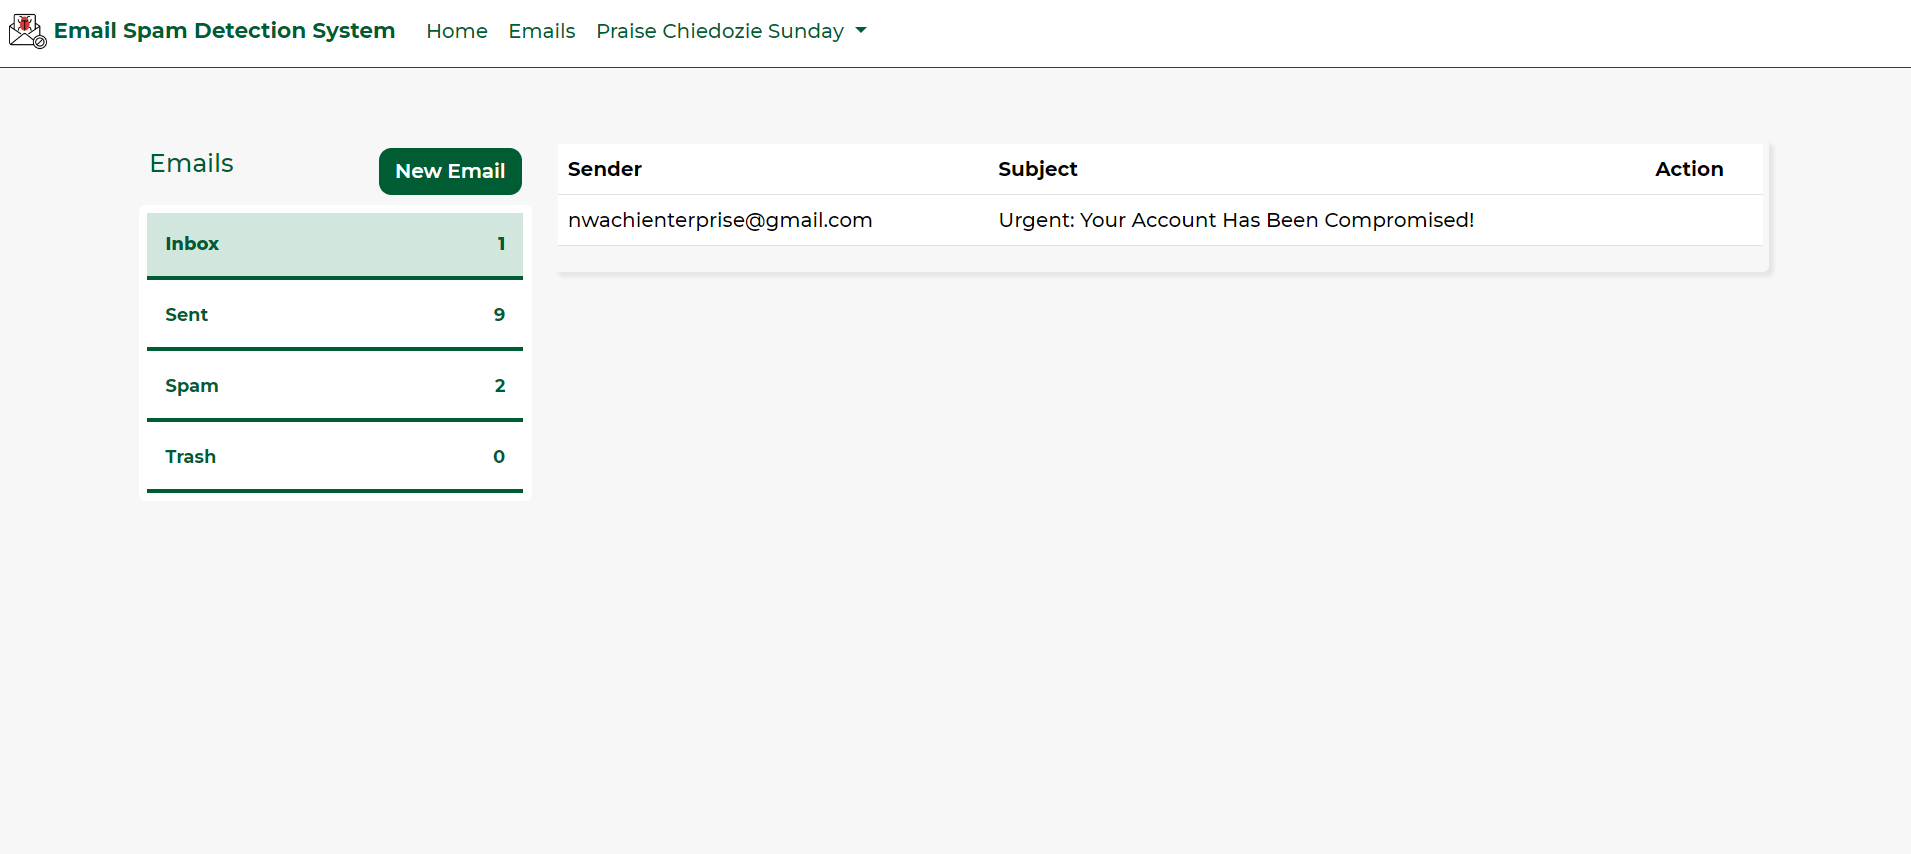 Email Spam Detection System Home Emails Praise Chiedozie Sunday
Emails New Email
Inbox 1
Sent 9
Spam 2
Trash 0
Sender Subject Action
nwachienterprise@gmail.com Urgent: Your Account Has Been Compromised!